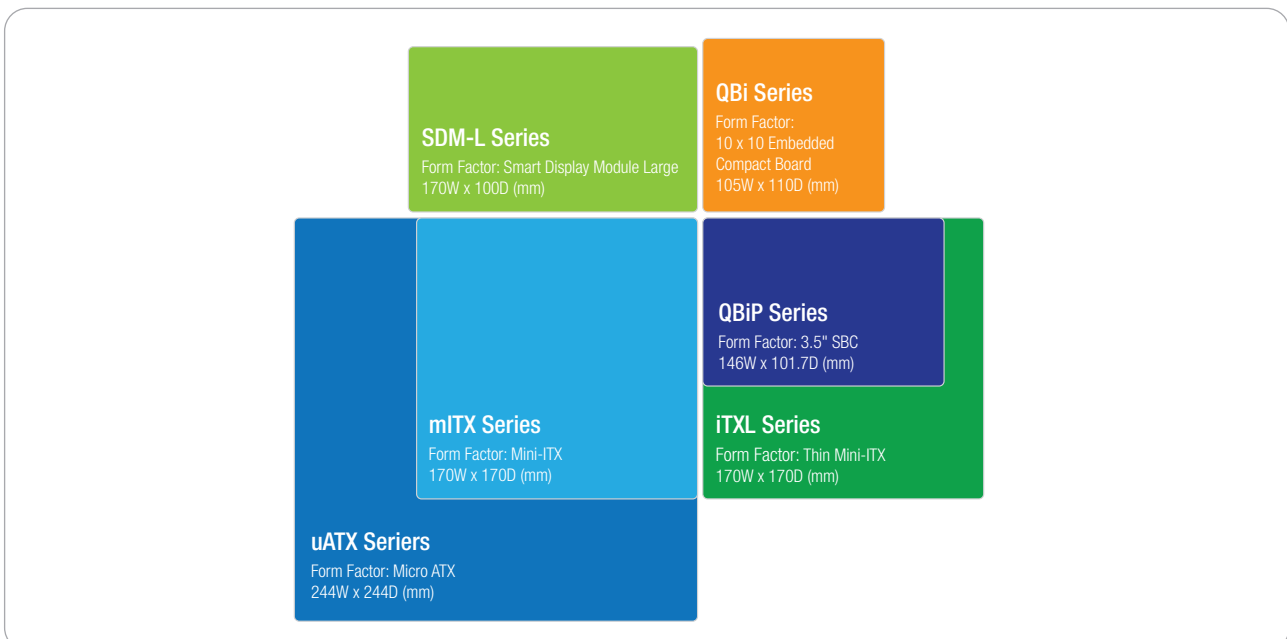 SDM-L Series
Form Factor: Smart Display Module Large
170W x 100D (mm)
QBi Series
Form Factor:
10 x 10 Embedded
Compact Board
105W x 110D (mm)
mITX Series
Form Factor: Mini-ITX
170W x 170D (mm)
uATX Seriers
Form Factor: Micro ATX
244W x 244D (mm)
QBiP Series
Form Factor: 3.5" SBC
146W x 101.7D (mm)
iTXL Series
Form Factor: Thin Mini-ITX
170W x 170D (mm)